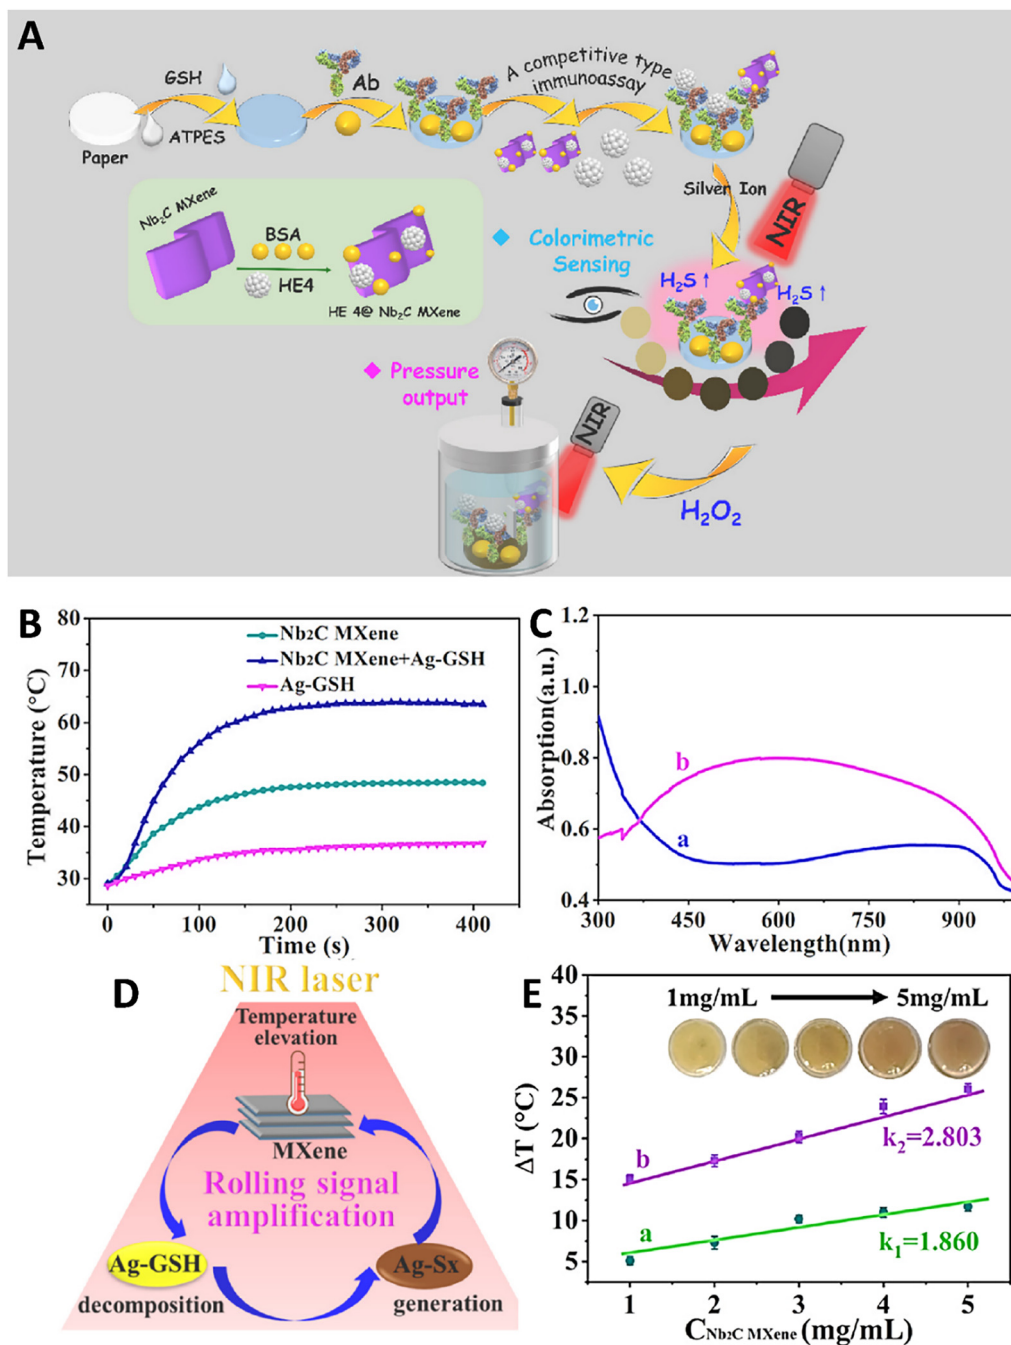 A
GSH
ATPES
Paper
Ab
A competitive type
immunoassay
Silver Ion
NIR
Nb₂C MXene
BSA
HE4
HE 4@ Nb₂C MXene
Colorimetric
Sensing
H₂S ↑
H₂S ↑
Pressure
output
NIR
H₂O₂
B
Temperature (°C)
80
70
60
50
40
30
Nb₂C MXene
Nb₂C MXene+Ag-GSH
Ag-GSH
0 100 200 300 400
Time (s)
C
Absorption(a.u.)
1.2
1.0
0.8
0.6
0.4
b
a
300 450 600 750 900
Wavelength(nm)
D
NIR laser
Temperature
elevation
MXene
Rolling signal
amplification
Ag-GSH
decomposition
Ag-Sx
generation
E
ΔT (°C)
40
35
30
25
20
15
10
5
1mg/mL
5mg/mL
b
k₂=2.803
a
k₁=1.860
1 2 3 4 5
C_Nb₂C MXene (mg/mL)